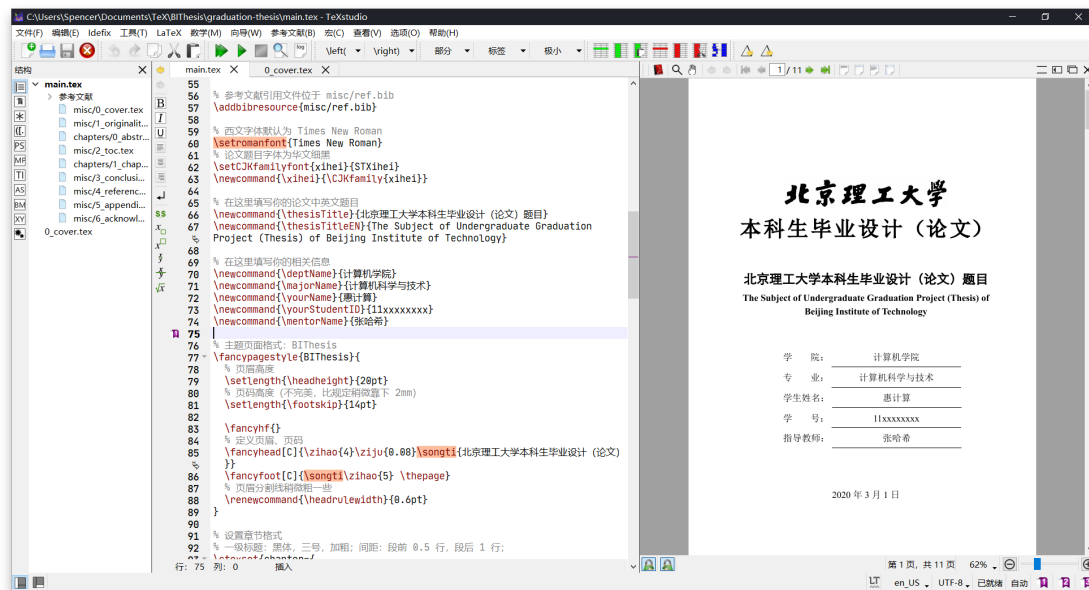 C:\Users\Spencer\Documents\TeX\BIThesis\graduation-thesis\main.tex - TeXstudio
文件(F) 编辑(E) Idefix 工具(T) LaTeX 数学(M) 向导(W) 参考文献(B) 宏(C) 查看(V) 选项(O) 帮助(H)
\left( \right) 部分 标签 极小 1 / 11
结构
main.tex
参考文献
misc/0_cover.tex
misc/1_originalit...
chapters/0_abstr...
misc/2_toc.tex
chapters/1_chap...
misc/3_conclusi...
misc/4_referenc...
misc/5_appendi...
misc/6_acknowl...
0_cover.tex
main.tex 0_cover.tex
55
56 % 参考文献引用文件位于 misc/ref.bib
57 \addbibresource{misc/ref.bib}
58
59 % 西文字体默认为 Times New Roman
60 \setromanfont{Times New Roman}
61 % 论文题目字体为华文细黑
62 \setCJKfamilyfont{xihei}{STXihei}
63 \newcommand{\xihei}{\CJKfamily{xihei}}
64
65 % 在这里填写你的论文中英文题目
66 \newcommand{\thesisTitle}{北京理工大学本科生毕业设计（论文）题目}
67 \newcommand{\thesisTitleEN}{The Subject of Undergraduate Graduation
Project (Thesis) of Beijing Institute of Technology}
68
69 % 在这里填写你的相关信息
70 \newcommand{\deptName}{计算机学院}
71 \newcommand{\majorName}{计算机科学与技术}
72 \newcommand{\yourName}{惠计算}
73 \newcommand{\yourStudentID}{11xxxxxxxx}
74 \newcommand{\mentorName}{张哈希}
75
76 % 主题页面格式：BIThesis
77 \fancypagestyle{BIThesis}{
78 % 页眉高度
79 \setlength{\headheight}{20pt}
80 % 页码高度（不完美，比规定稍微靠下 2mm）
81 \setlength{\footskip}{14pt}
82
83 \fancyhf{}
84 % 定义页眉、页码
85 \fancyhead[C]{\zihao{4}\ziju{0.08}\songti{北京理工大学本科生毕业设计（论文）
}}
86 \fancyfoot[C]{\songti\zihao{5} \thepage}
87 % 页眉分割线稍微粗一些
88 \renewcommand{\headrulewidth}{0.6pt}
89 }
90
91 % 设置章节格式
92 % 一级标题：黑体，三号，加粗；间距：段前 0.5 行，段后 1 行；
93 \ctexset{chapter={
行: 75 列: 0 插入
北京理工大學
本科生毕业设计（论文）
北京理工大学本科生毕业设计（论文）题目
The Subject of Undergraduate Graduation Project (Thesis) of
Beijing Institute of Technology
学 院: 计算机学院
专 业: 计算机科学与技术
学生姓名: 惠计算
学 号: 11xxxxxxxx
指导教师: 张哈希
2020 年 3 月 1 日
第 1 页, 共 11 页 62%
LT en_US UTF-8 已就绪 自动